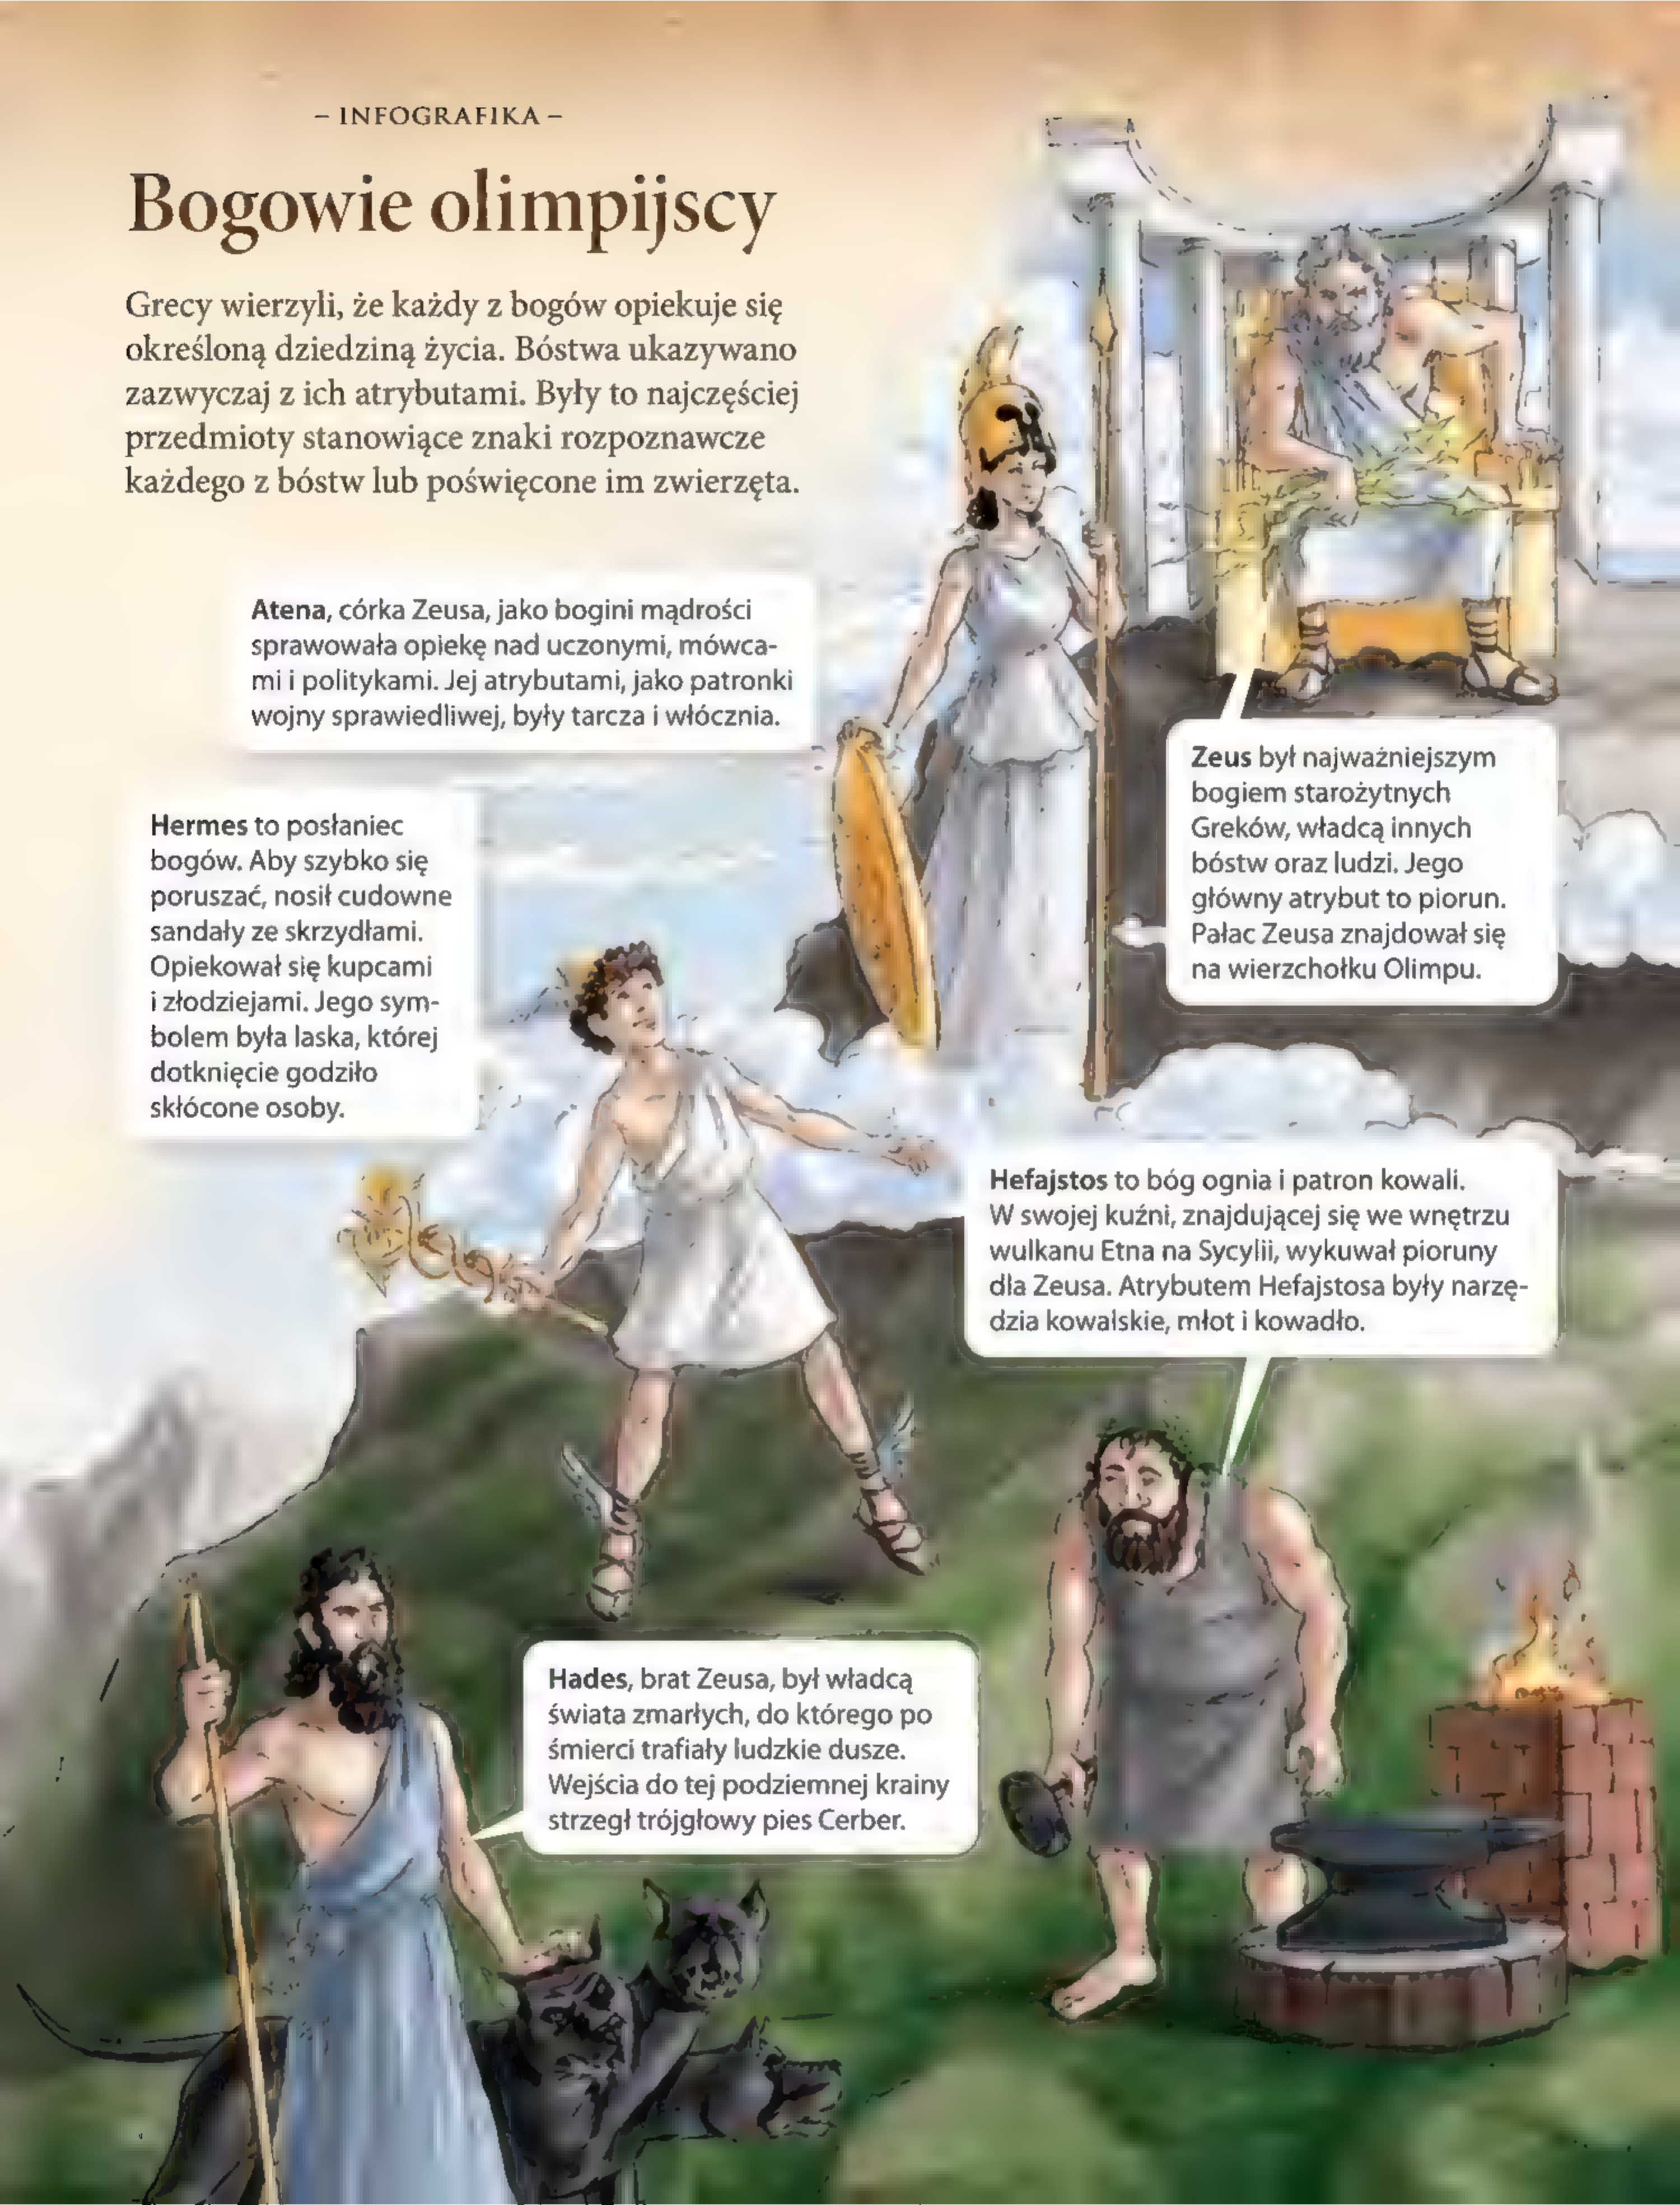 – INFOGRAFIKA –
Bogowie olimpijscy
Grecy wierzyli, że każdy z bogów opiekuje się
określoną dziedziną życia. Bóstwa ukazywano
zazwyczaj z ich atrybutami. Były to najczęściej
przedmioty stanowiące znaki rozpoznawcze
każdego z bóstw lub poświęcone im zwierzęta.
Atena, córka Zeusa, jako bogini mądrości
sprawowała opiekę nad uczonymi, mówca-
mi i politykami. Jej atrybutami, jako patronki
wojny sprawiedliwej, były tarcza i włócznia.
Zeus był najważniejszym
bogiem starożytnych
Greków, władcą innych
bóstw oraz ludzi. Jego
główny atrybut to piorun.
Pałac Zeusa znajdował się
na wierzchołku Olimpu.
Hermes to posłaniec
bogów. Aby szybko się
poruszać, nosił cudowne
sandały ze skrzydłami.
Opiekował się kupcami
i złodziejami. Jego sym-
bolem była laska, której
dotknięcie godziło
skłócone osoby.
Hefajstos to bóg ognia i patron kowali.
W swojej kuźni, znajdującej się we wnętrzu
wulkanu Etna na Sycylii, wykuwał pioruny
dla Zeusa. Atrybutem Hefajstosa były narzę-
dzia kowalskie, młot i kowadło.
Hades, brat Zeusa, był władcą
świata zmarłych, do którego po
śmierci trafiały ludzkie dusze.
Wejścia do tej podziemnej krainy
strzegł trójgłowy pies Cerber.